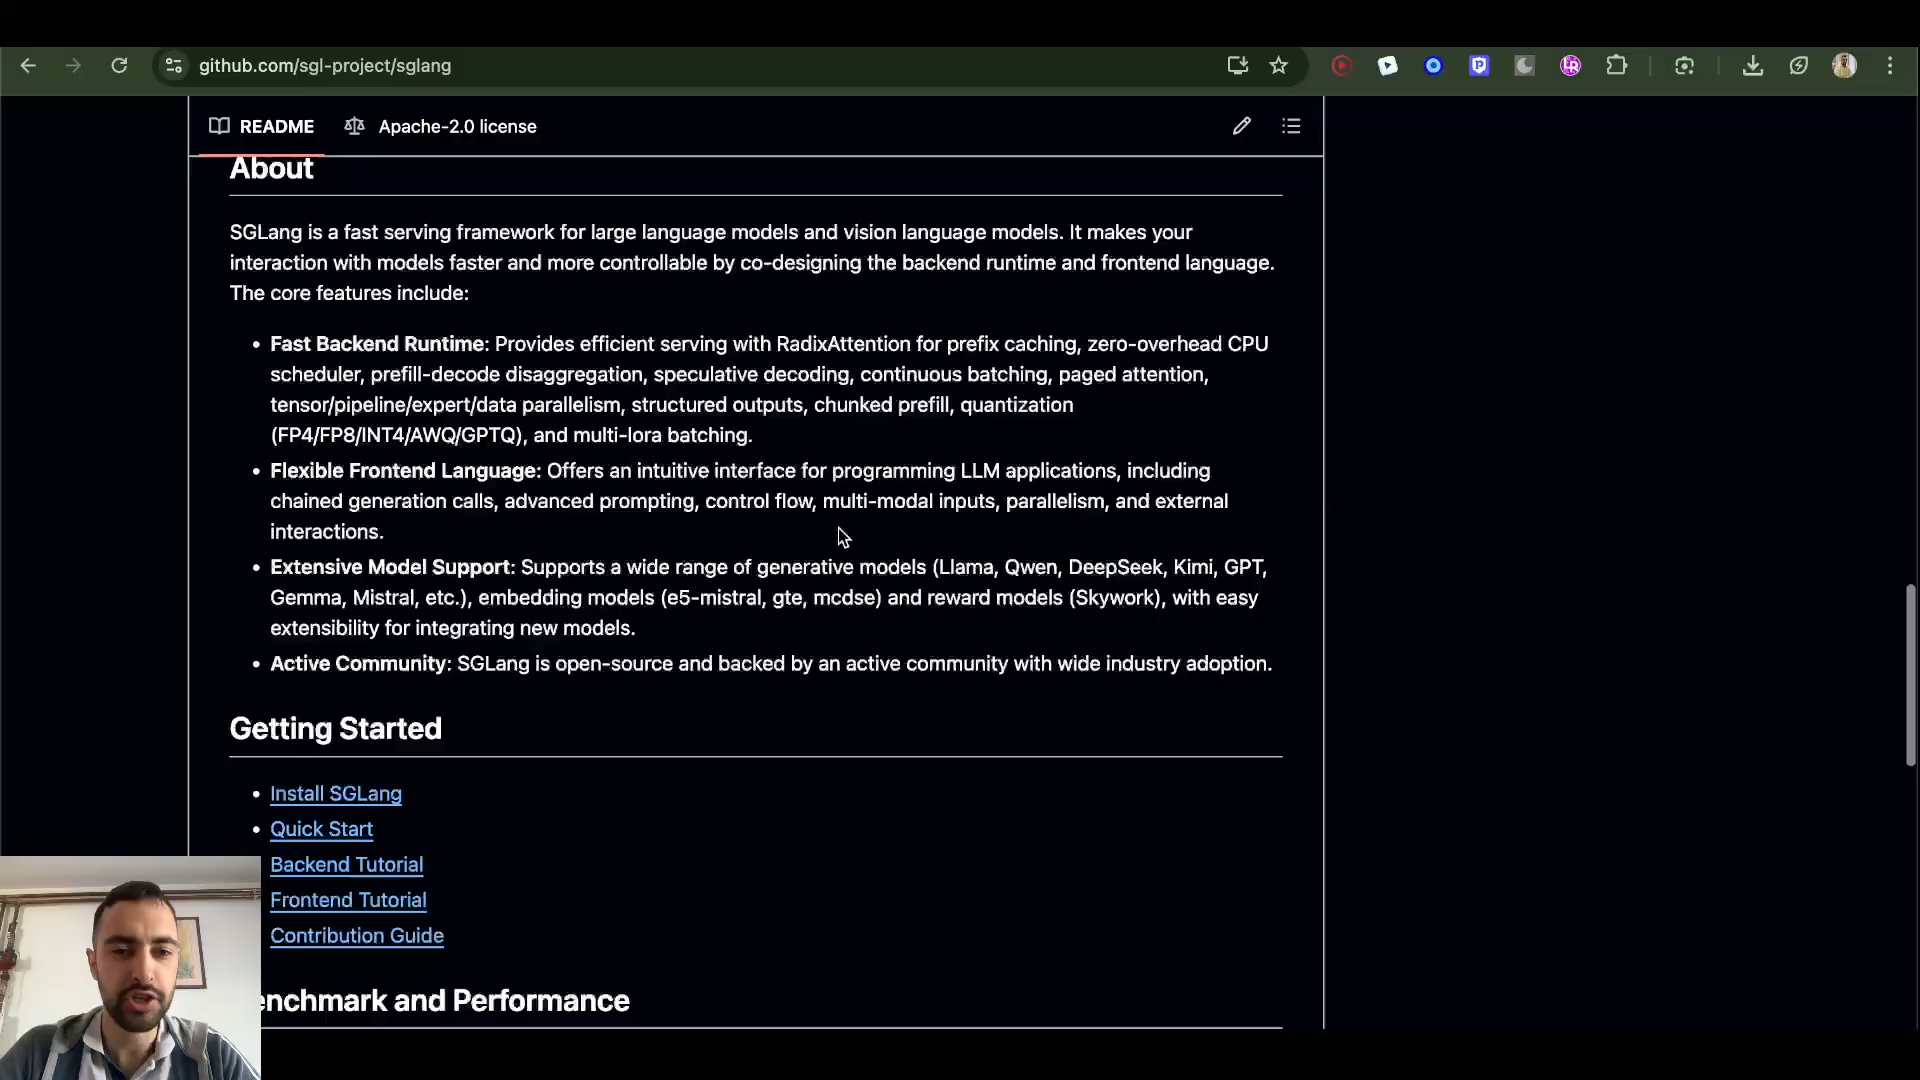 github.com/sgl-project/sglang
README
Apache-2.0 license
About
SGLang is a fast serving framework for large language models and vision language models. It makes your
interaction with models faster and more controllable by co-designing the backend runtime and frontend language.
The core features include:
• Fast Backend Runtime: Provides efficient serving with RadixAttention for prefix caching, zero-overhead CPU
scheduler, prefill-decode disaggregation, speculative decoding, continuous batching, paged attention,
tensor/pipeline/expert/data parallelism, structured outputs, chunked prefill, quantization
(FP4/FP8/INT4/AWQ/GPTQ), and multi-lora batching.
• Flexible Frontend Language: Offers an intuitive interface for programming LLM applications, including
chained generation calls, advanced prompting, control flow, multi-modal inputs, parallelism, and external
interactions.
• Extensive Model Support: Supports a wide range of generative models (Llama, Qwen, DeepSeek, Kimi, GPT,
Gemma, Mistral, etc.), embedding models (e5-mistral, gte, mcdse) and reward models (Skywork), with easy
extensibility for integrating new models.
• Active Community: SGLang is open-source and backed by an active community with wide industry adoption.
Getting Started
• Install SGLang
• Quick Start
Backend Tutorial
Frontend Tutorial
Contribution Guide
enchmark and Performance